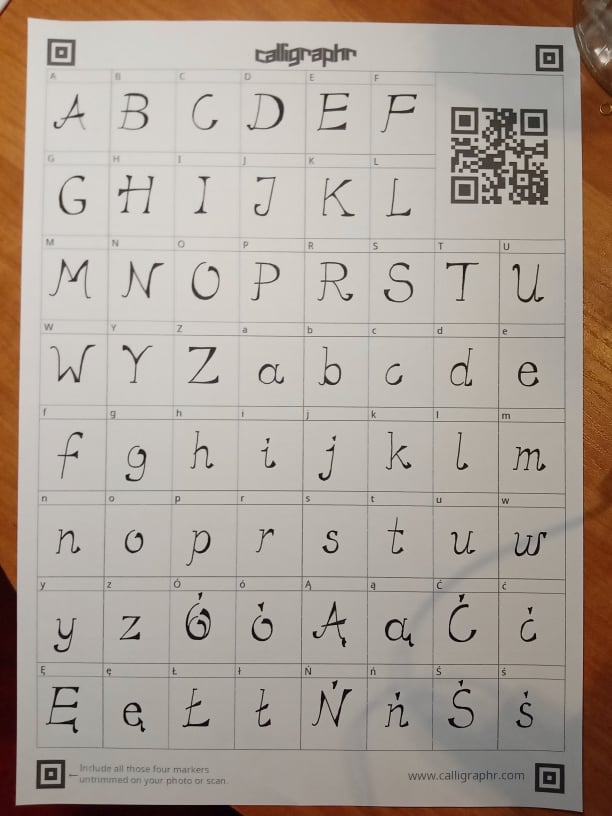 calligraphr
A B C D E F
A B C D E F
G H I J K L
G H I J K L
M N O P R S T U
M N O P R S T U
W Y Z a b c d e
W Y Z a b c d e
f g h i j k l m
f g h i j k l m
n o p r s t u w
n o p r s t u w
y z Ó ó Ą ą Ć ć
y z Ó ó Ą ą Ć ć
Ę ę Ł ł Ń ń Ś ś
Ę ę Ł ł Ń ń Ś ś
←Include all those four markers
untrimmed on your photo or scan.
www.calligraphr.com